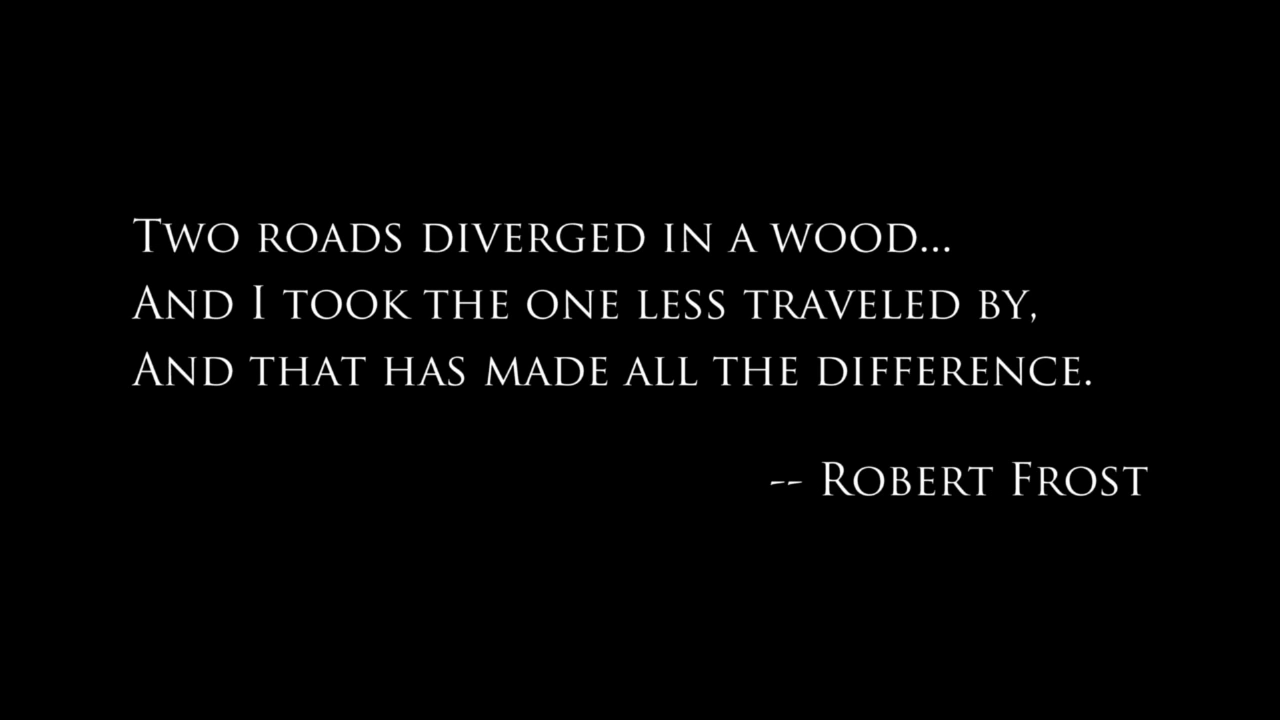 Two roads diverged in a wood...
And I took the one less traveled by,
And that has made all the difference.
-- Robert Frost